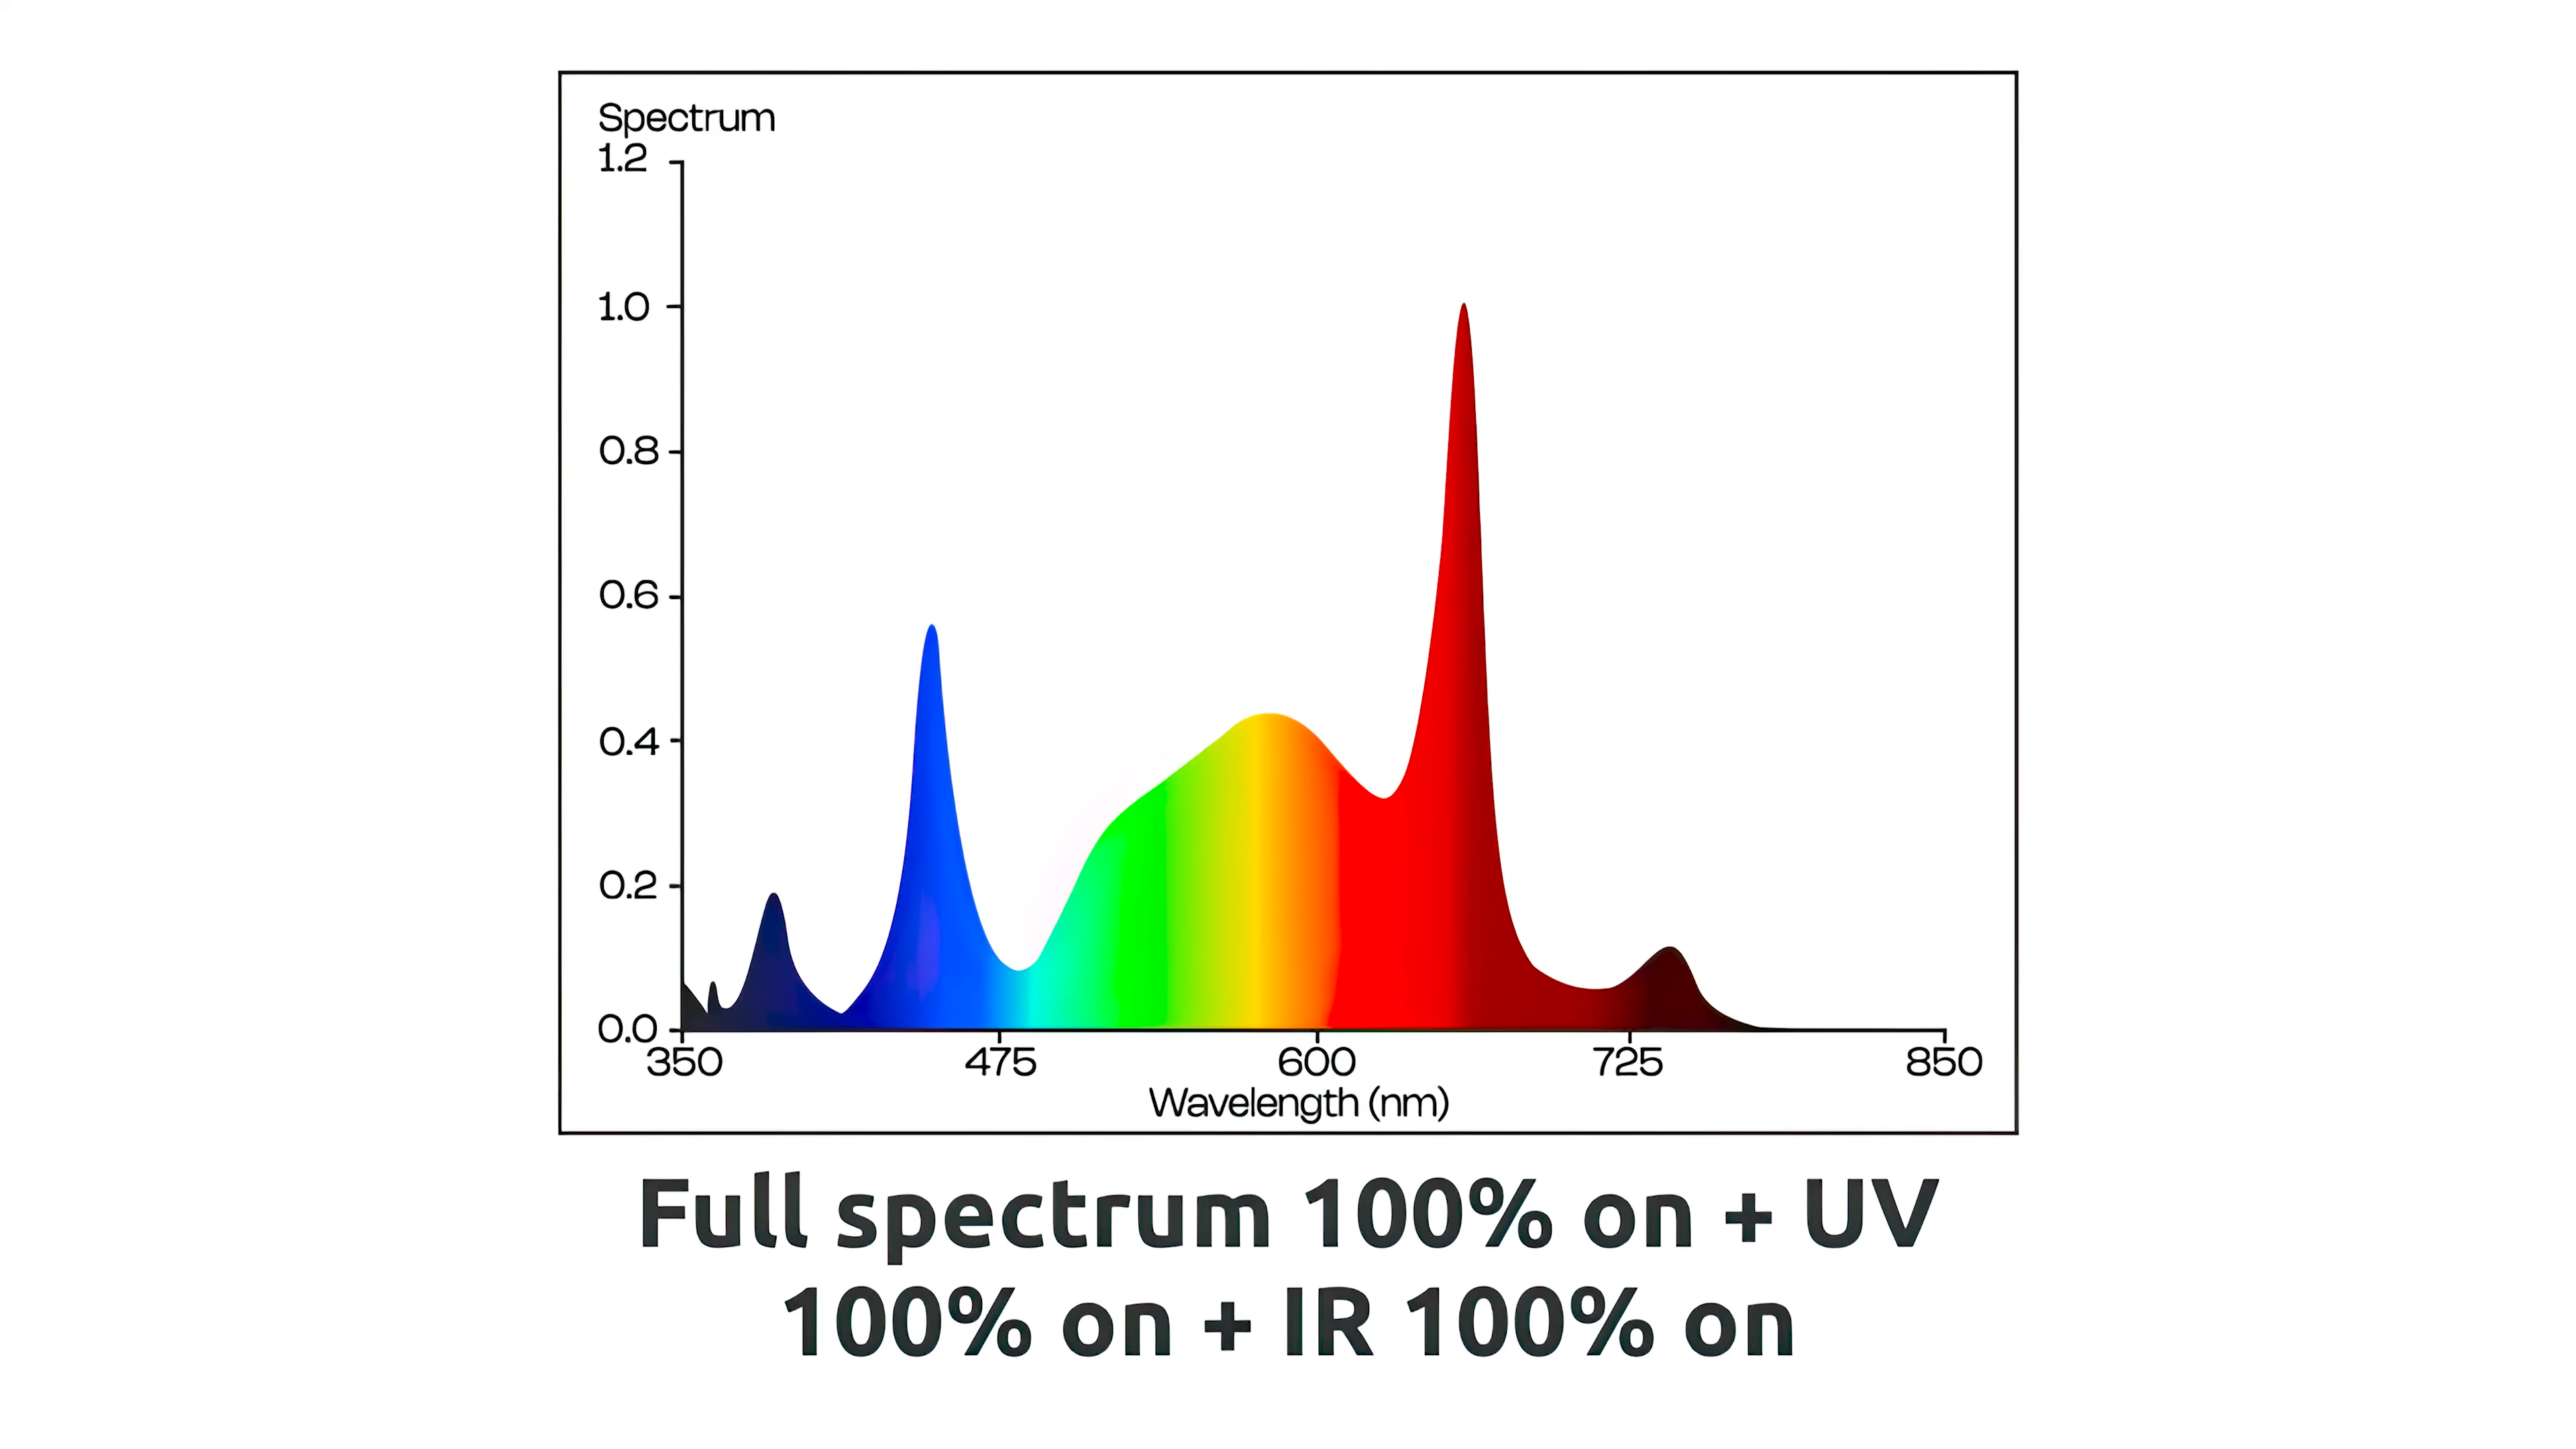 Spectrum
1.2
1.0
0.8
0.6
0.4
0.2
0.0
350 475 600 725 850
Wavelength (nm)
Full spectrum 100% on + UV
100% on + IR 100% on